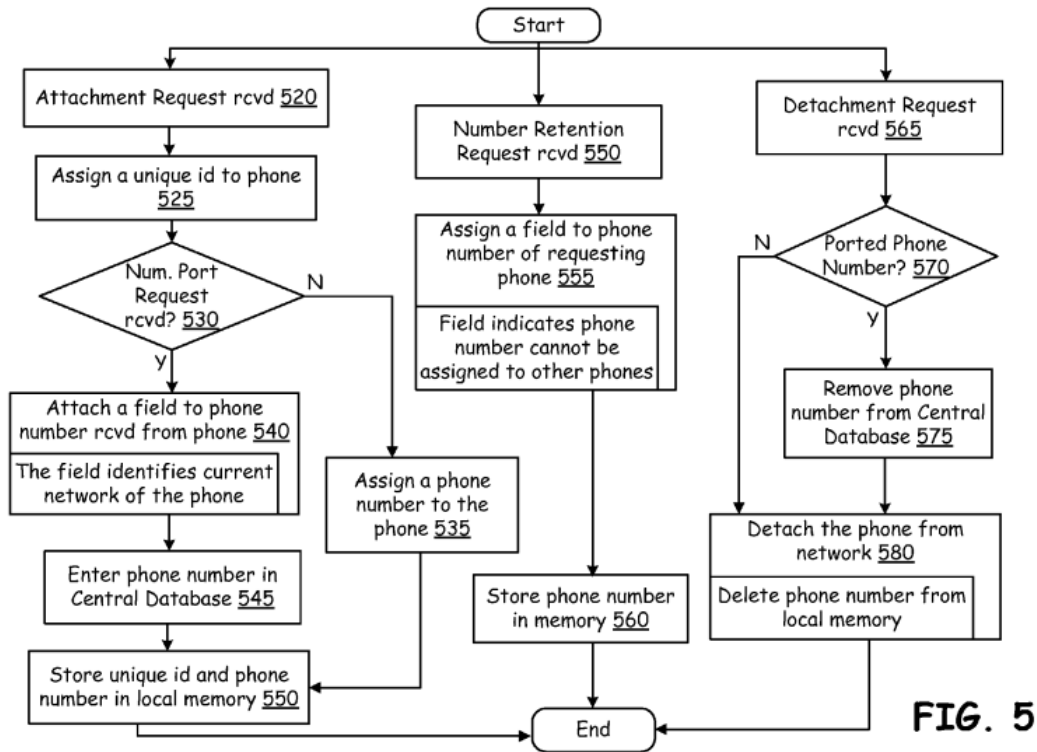 Start
Attachment Request rcvd 520
Assign a unique id to phone
525
Num. Port
Request
rcvd? 530
N
Y
Attach a field to phone
number rcvd from phone 540
The field identifies current
network of the phone
Assign a phone
number to the
phone 535
Enter phone number in
Central Database 545
Store unique id and phone
number in local memory 550
Number Retention
Request rcvd 550
Assign a field to phone
number of requesting
phone 555
Field indicates phone
number cannot be
assigned to other phones
Store phone number
in memory 560
Detachment Request
rcvd 565
Ported Phone
Number? 570
N
Y
Remove phone
number from Central
Database 575
Detach the phone from
network 580
Delete phone number from
local memory
End
FIG. 5